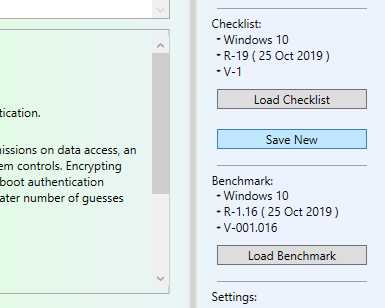 tication.
nissions on data access, an
em controls. Encrypting
boot authentication
ater number of guesses
Checklist:
- Windows 10
- R-19 ( 25 Oct 2019 )
- V-1
Load Checklist
Save New
Benchmark:
- Windows 10
- R-1.16 ( 25 Oct 2019 )
- V-001.016
Load Benchmark
Settings: